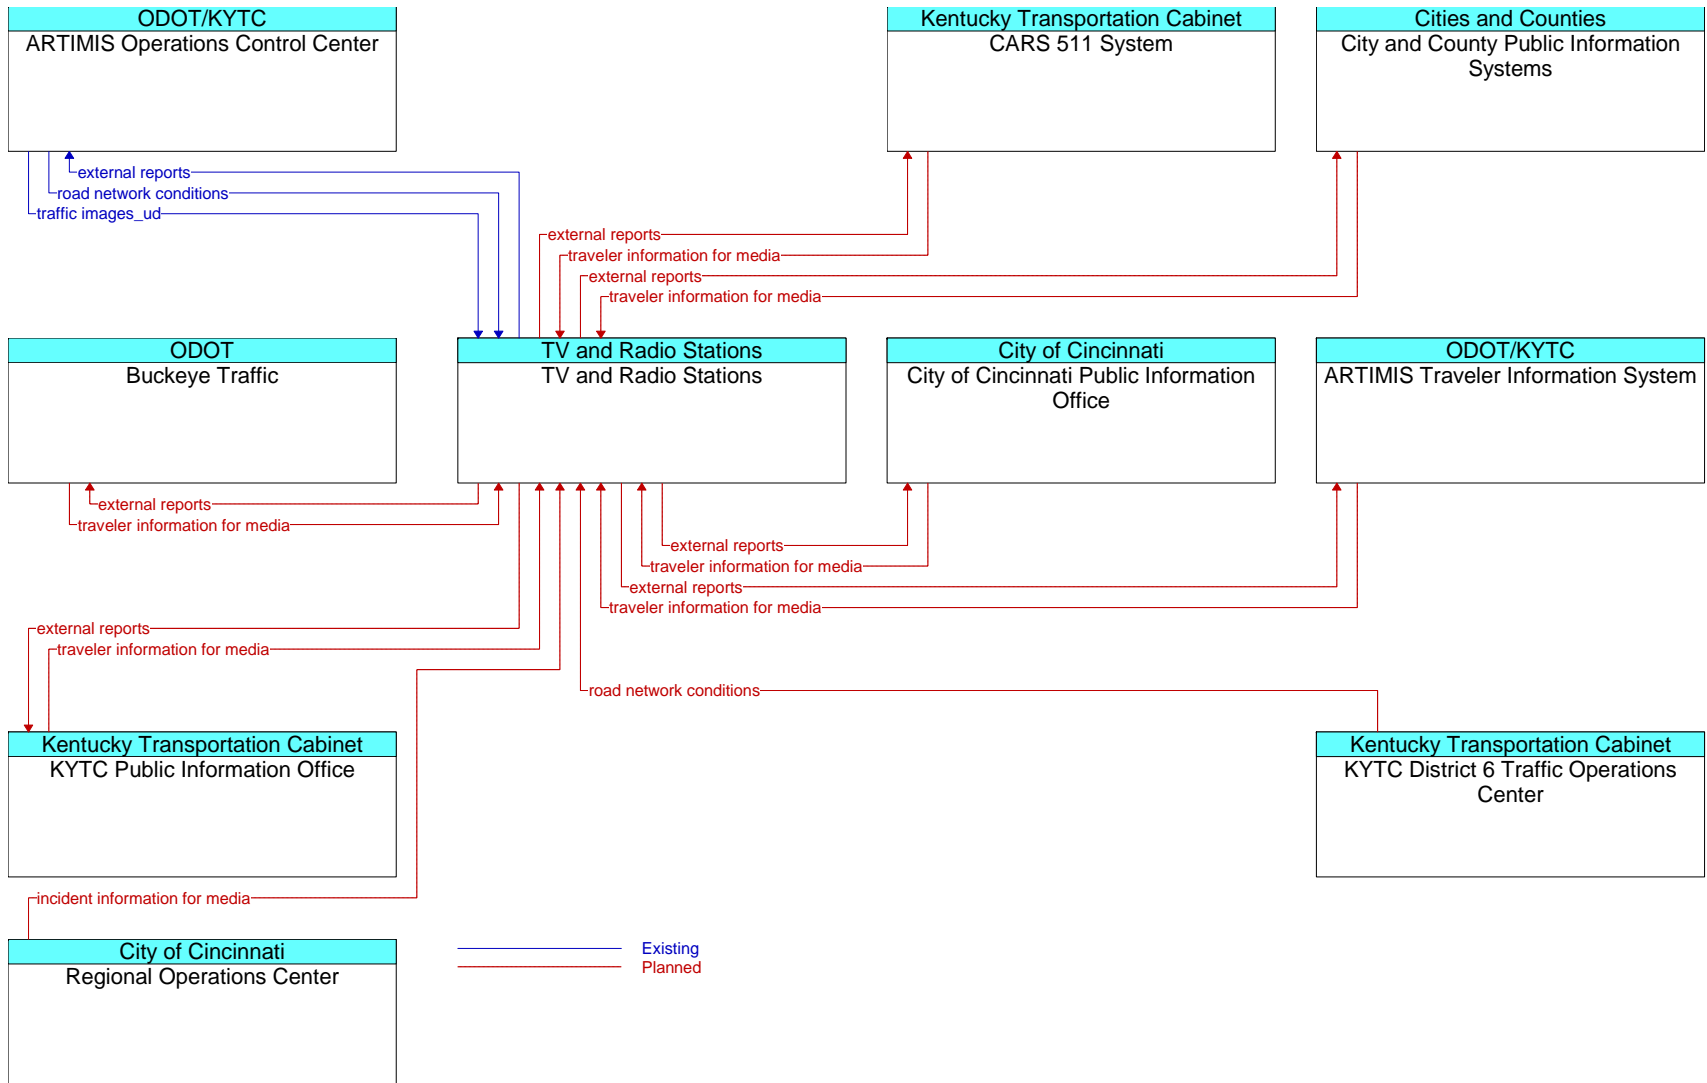 ODOT/KYTC
ARTIMIS Operations Control Center
Kentucky Transportation Cabinet
CARS 511 System
Cities and Counties
City and County Public Information
Systems
external reports
road network conditions
traffic images_ud
external reports
traveler information for media
external reports
traveler information for media
ODOT
Buckeye Traffic
TV and Radio Stations
TV and Radio Stations
City of Cincinnati
City of Cincinnati Public Information
Office
ODOT/KYTC
ARTIMIS Traveler Information System
external reports
traveler information for media
external reports
traveler information for media
external reports
traveler information for media
external reports
traveler information for media
road network conditions
Kentucky Transportation Cabinet
KYTC Public Information Office
Kentucky Transportation Cabinet
KYTC District 6 Traffic Operations
Center
incident information for media
City of Cincinnati
Regional Operations Center
Existing
Planned